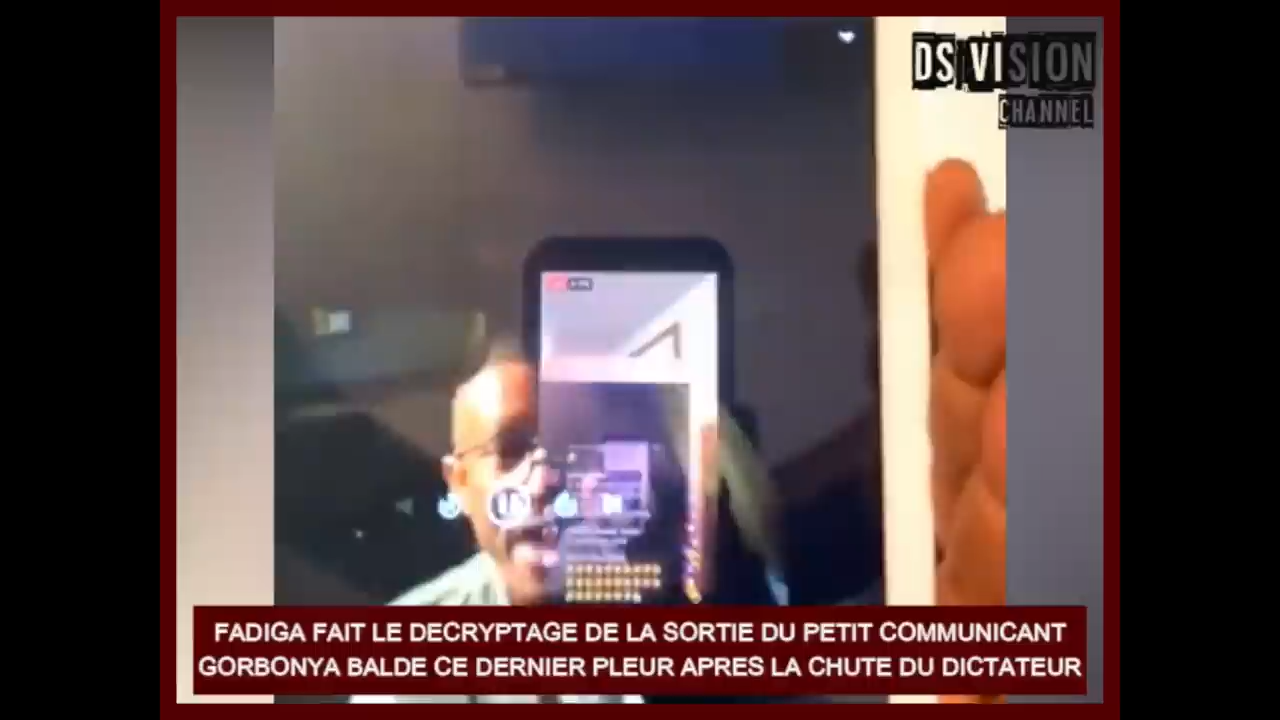 DS VISION
CHANNEL
FADIGA FAIT LE DECRYPTAGE DE LA SORTIE DU PETIT COMMUNICANT
GORBONYA BALDE CE DERNIER PLEUR APRES LA CHUTE DU DICTATEUR